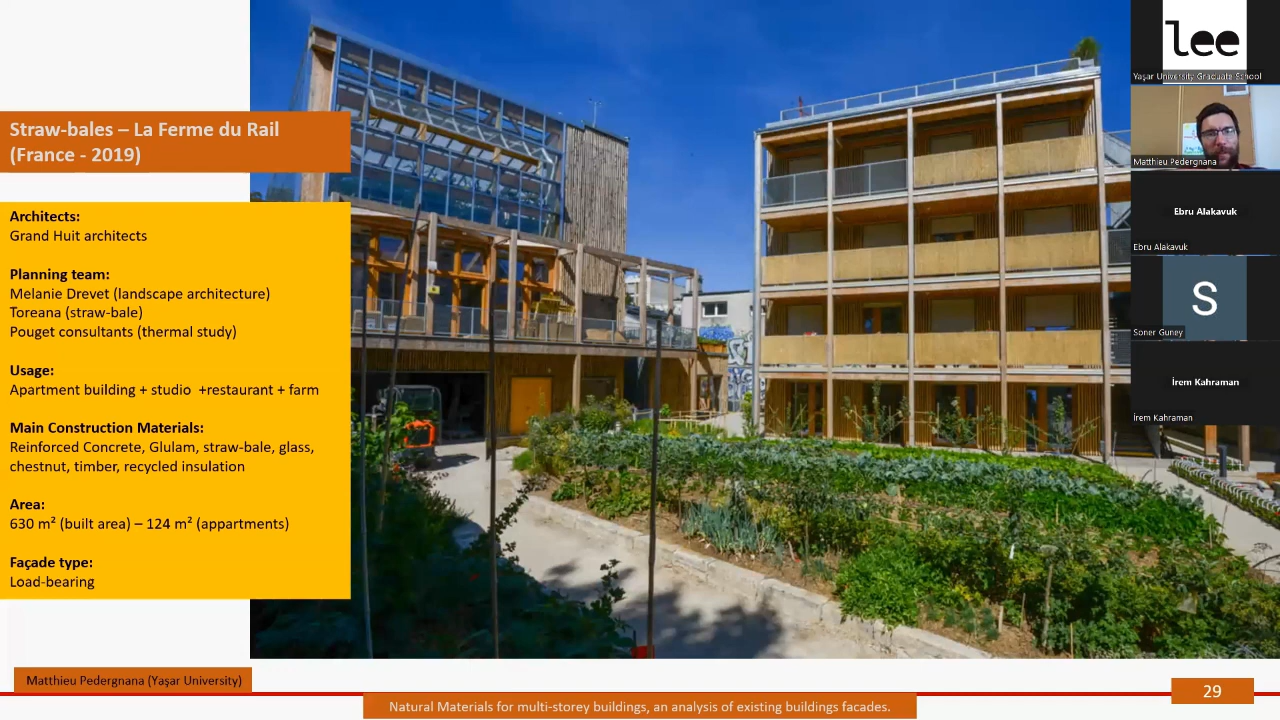 Straw-bales – La Ferme du Rail
(France - 2019)
Architects:
Grand Huit architects
Planning team:
Melanie Drevet (landscape architecture)
Toreana (straw-bale)
Pouget consultants (thermal study)
Usage:
Apartment building + studio  +restaurant + farm
Main Construction Materials:
Reinforced Concrete, Glulam, straw-bale, glass,
chestnut, timber, recycled insulation
Area:
630 m² (built area) – 124 m² (appartments)
Façade type:
Load-bearing
Matthieu Pedergnana (Yaşar University)
Natural Materials for multi-storey buildings, an analysis of existing buildings facades.
29
lee
Yaşar University Graduate School
Matthieu Pedergnana
Ebru Alakavuk
Ebru Alakavuk
S
Soner Guney
İrem Kahraman
İrem Kahraman